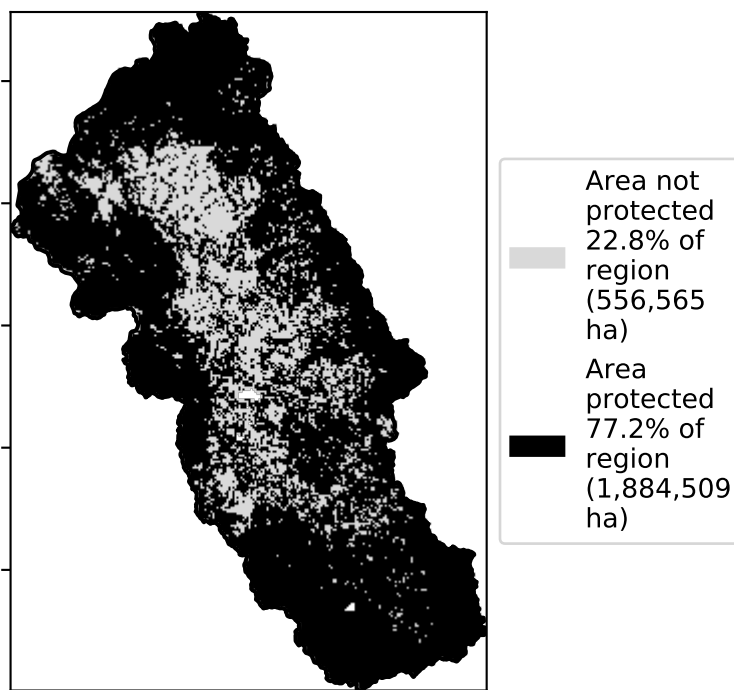 Area not
protected
22.8% of
region
(556,565
ha)
Area
protected
77.2% of
region
(1,884,509
ha)